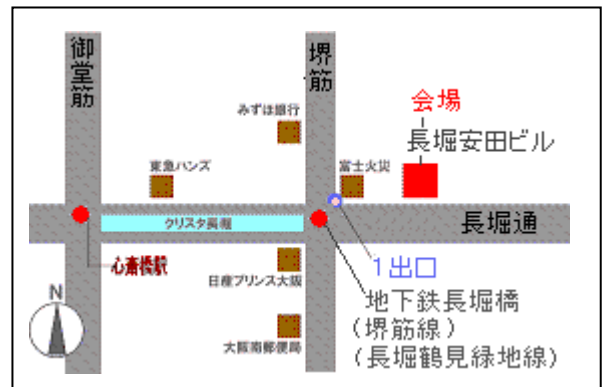 御堂筋
堺筋
みずほ銀行
会場
長堀安田ビル
東急ハンズ
富士火災
クリスタ長堀
長堀通
心斎橋駅
1出口
日産プリンス大阪
地下鉄長堀橋
(堺筋線)
(長堀鶴見緑地線)
N
大阪南郵便局